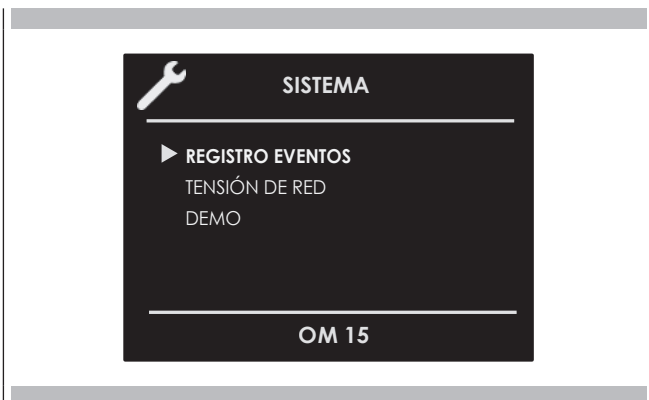 SISTEMA
REGISTRO EVENTOS
TENSIÓN DE RED
DEMO
OM 15